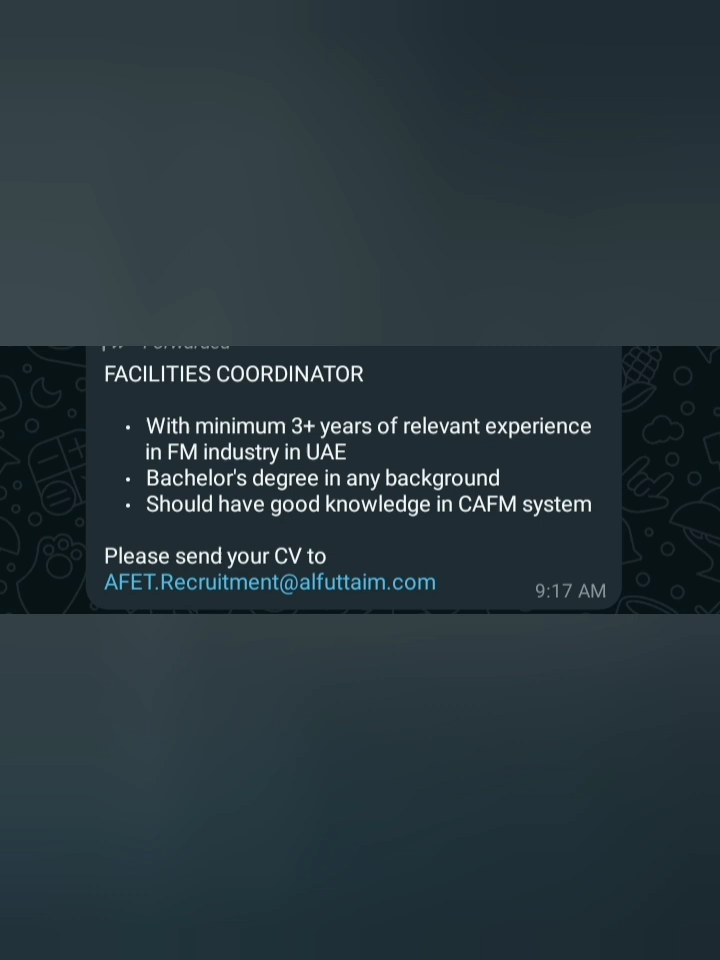 Forwarded
FACILITIES COORDINATOR
• With minimum 3+ years of relevant experience
in FM industry in UAE
• Bachelor's degree in any background
• Should have good knowledge in CAFM system
Please send your CV to
AFET.Recruitment@alfuttaim.com
9:17 AM